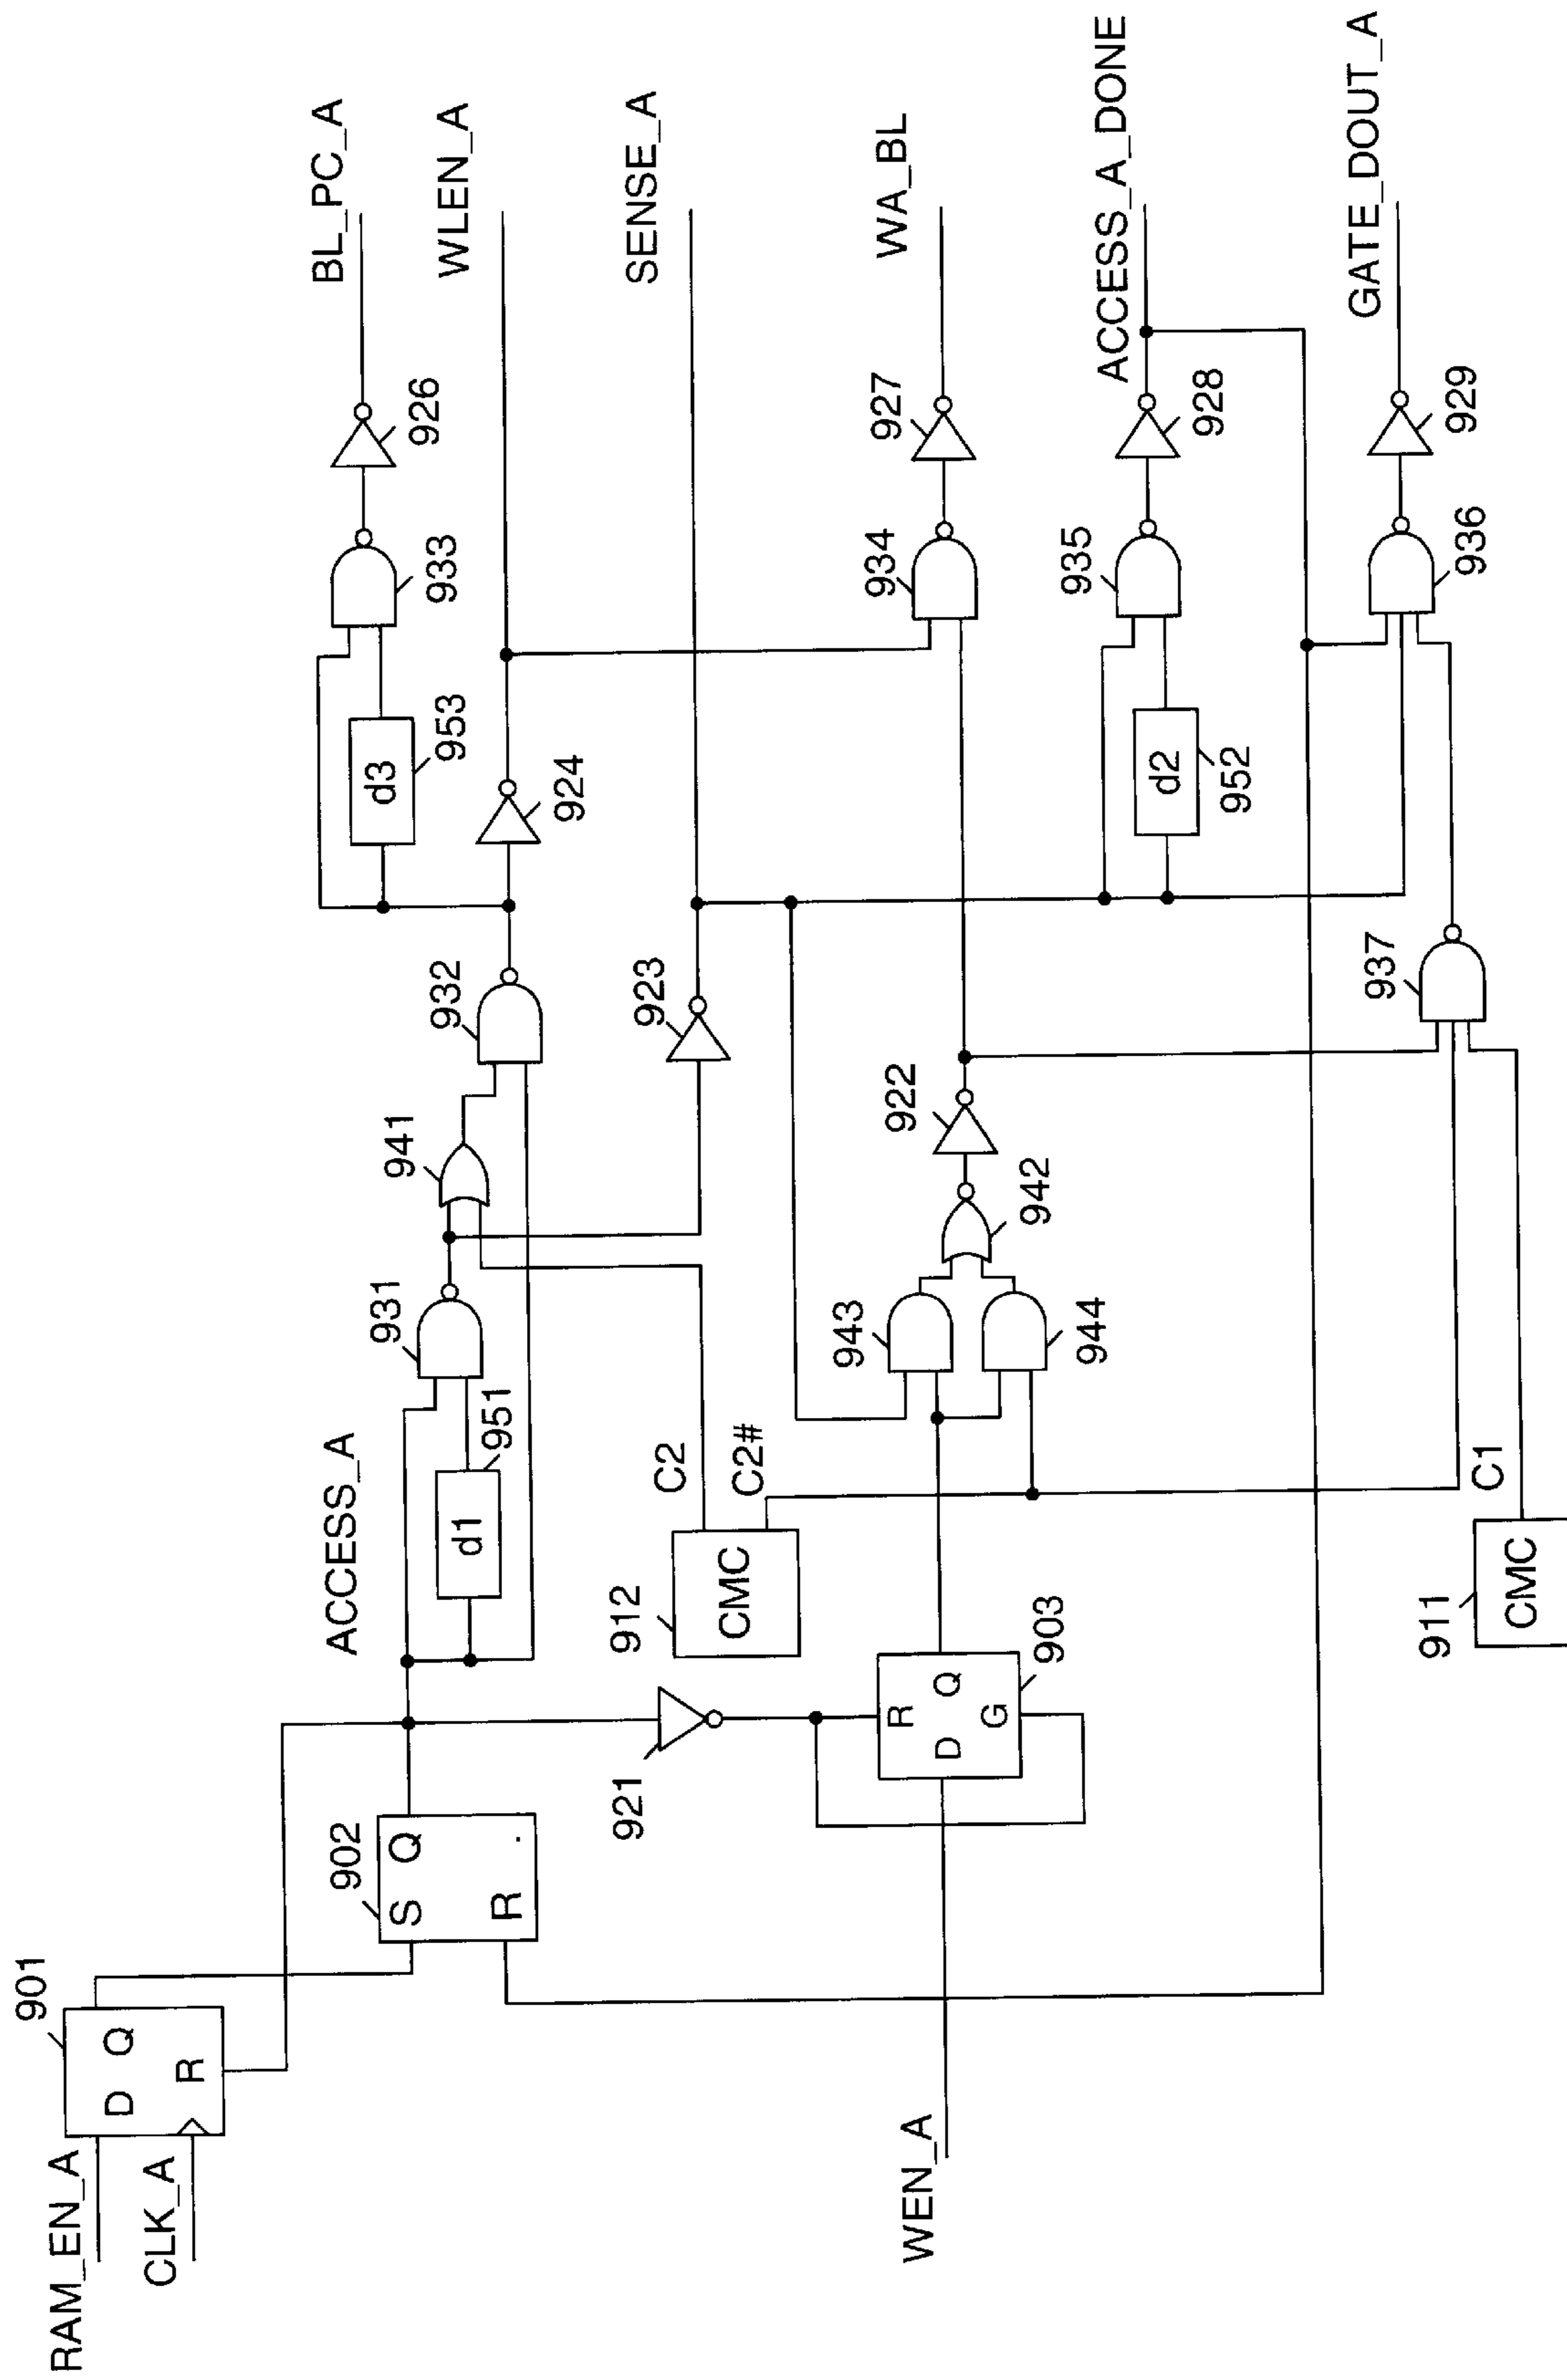 RAM_EN_A
CLK_A
D Q
R
901
902
S Q
R
ACCESS_A
d1
951
931
941
932
d3
953
933
926
BL_PC_A
924
WLEN_A
923
SENSE_A
921
912
CMC
C2
C2#
WEN_A
R
D Q
G
903
943
944
942
922
934
927
WA_BL
d2
952
935
928
ACCESS_A_DONE
911
CMC
C1
937
936
929
GATE_DOUT_A